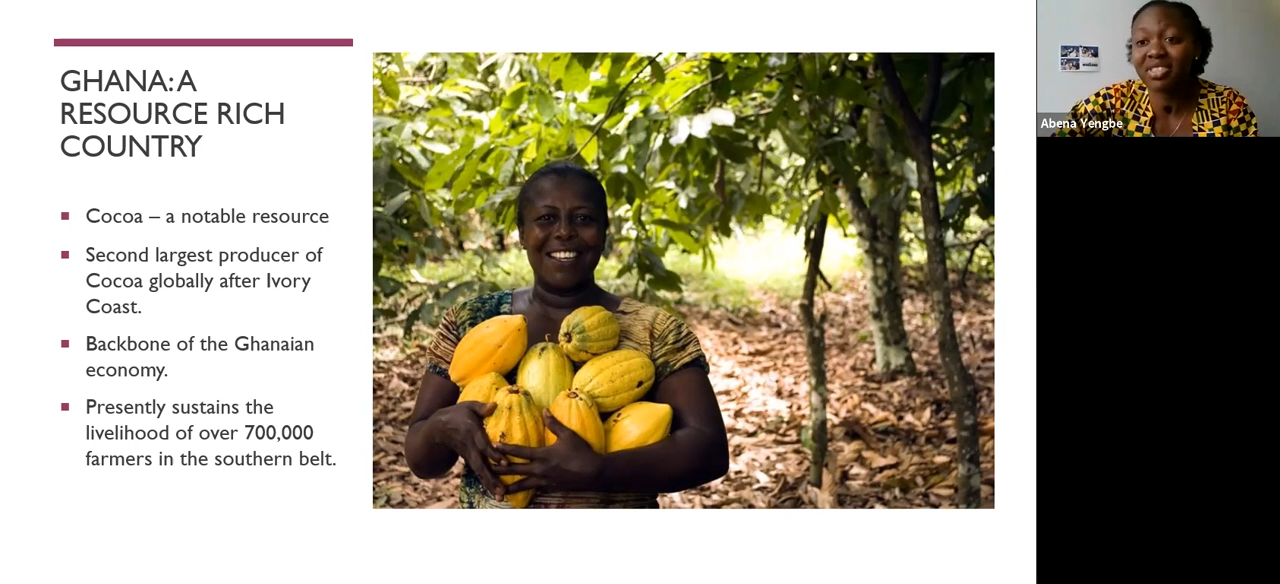 GHANA: A
RESOURCE RICH
COUNTRY
Cocoa – a notable resource
Second largest producer of
Cocoa globally after Ivory
Coast.
Backbone of the Ghanaian
economy.
Presently sustains the
livelihood of over 700,000
farmers in the southern belt.
Abena Yengbe